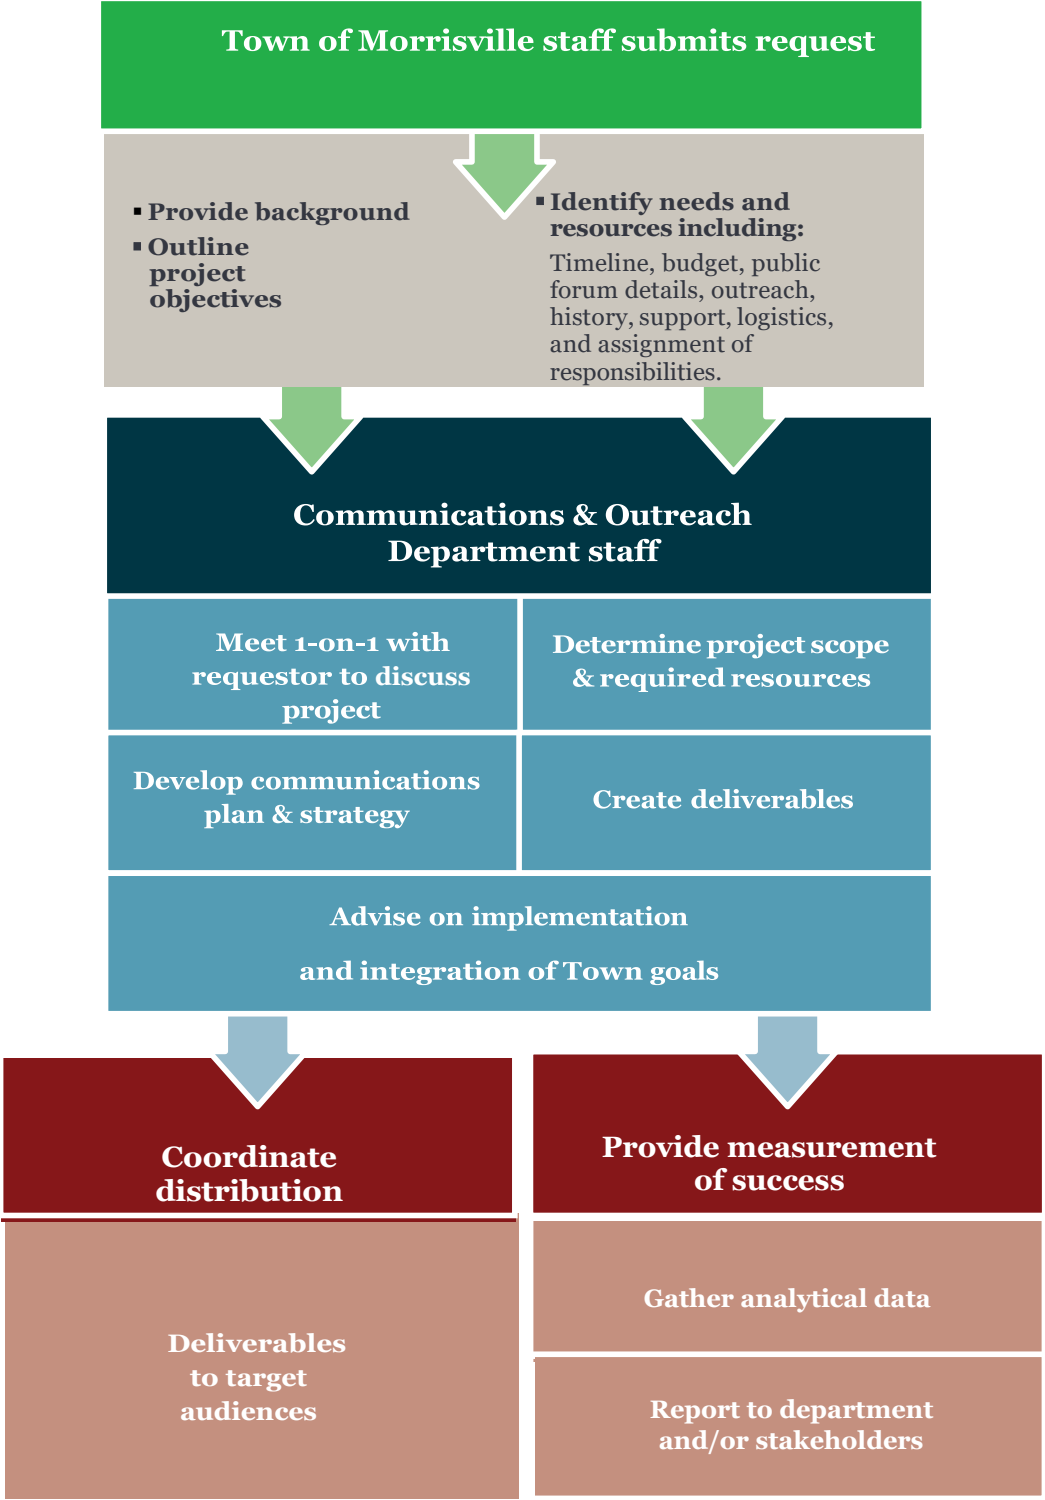 Town of Morrisville staff submits request
▪ Provide background
▪ Outline
project
objectives
▪ Identify needs and
resources including:
Timeline, budget, public
forum details, outreach,
history, support, logistics,
and assignment of
responsibilities.
Communications & Outreach
Department staff
Meet 1-on-1 with
requestor to discuss
project
Determine project scope
& required resources
Develop communications
plan & strategy
Create deliverables
Advise on implementation
and integration of Town goals
Coordinate
distribution
Deliverables
to target
audiences
Provide measurement
of success
Gather analytical data
Report to department
and/or stakeholders